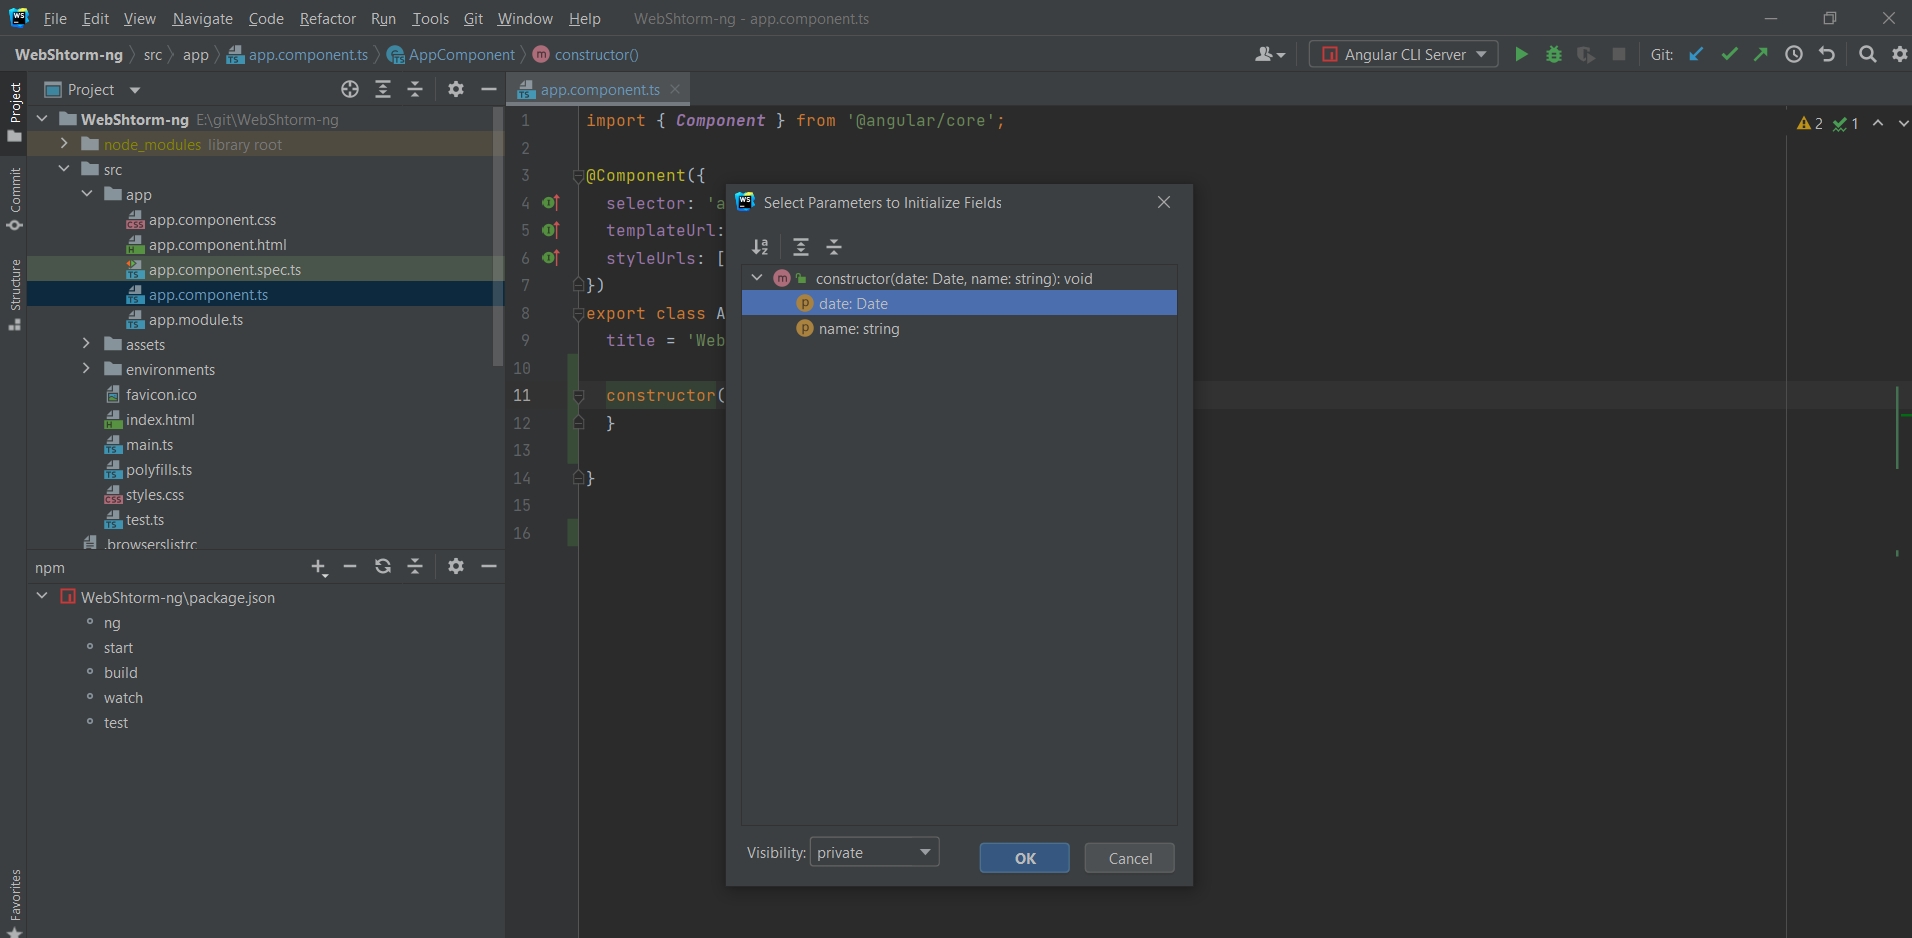 File Edit View Navigate Code Refactor Run Tools Git Window Help WebShtorm-ng - app.component.ts
WebShtorm-ng src app app.component.ts AppComponent constructor() Angular CLI Server Git:
Project
Commit
Structure
Favorites
Project
WebShtorm-ng E:\git\WebShtorm-ng
node_modules library root
src
app
app.component.css
app.component.html
app.component.spec.ts
app.component.ts
app.module.ts
assets
environments
favicon.ico
index.html
main.ts
polyfills.ts
styles.css
test.ts
.browserslistrc
npm
WebShtorm-ng\package.json
ng
start
build
watch
test
app.component.ts
1 import { Component } from '@angular/core';
2
3 @Component({
4 selector: 'a
5 templateUrl:
6 styleUrls: [
7 })
8 export class A
9 title = 'Web
10
11 constructor(
12 }
13
14 }
15
16
2 1
Select Parameters to Initialize Fields
constructor(date: Date, name: string): void
date: Date
name: string
Visibility: private OK Cancel